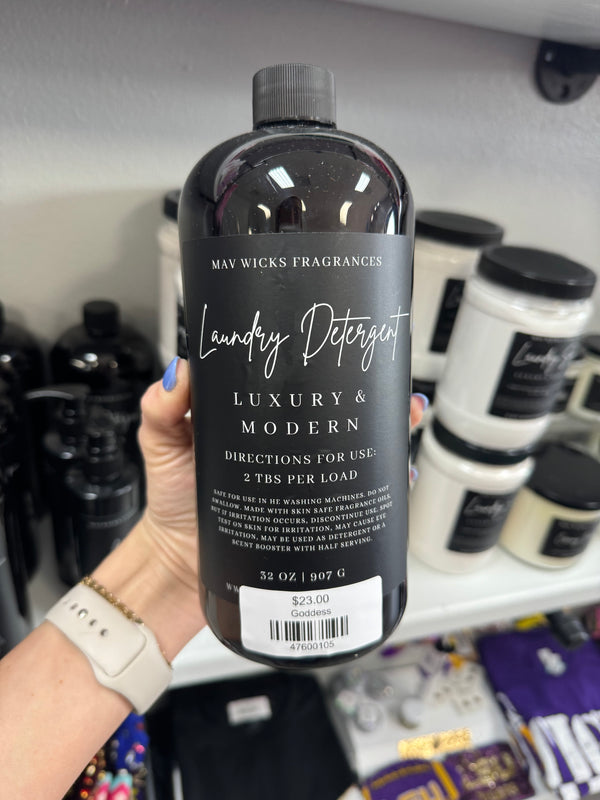 MAV WICKS FRAGRANCES
Laundry Detergent
LUXURY &
MODERN
DIRECTIONS FOR USE:
2 TBS PER LOAD
SAFE FOR USE IN HE WASHING MACHINES. DO NOT
SWALLOW. MADE WITH SKIN SAFE FRAGRANCE OILS,
BUT IF IRRITATION OCCURS, DISCONTINUE USE. SPOT
TEST ON SKIN FOR IRRITATION, MAY CAUSE EYE
IRRITATION, MAY BE USED AS DETERGENT OR A
SCENT BOOSTER WITH HALF SERVING.
32 OZ | 907 G
$23.00
Goddess
47600105
Laundry
Laundry